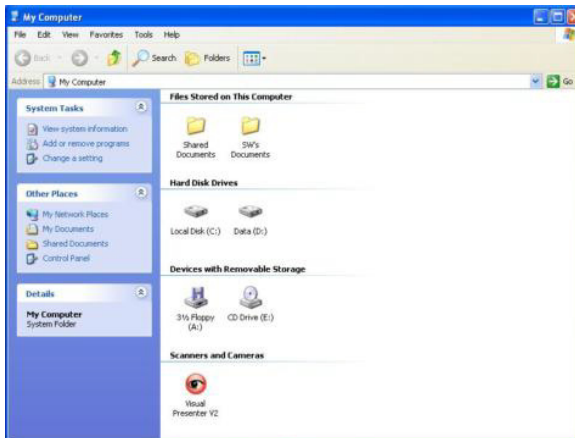 My Computer
File Edit View Favorites Tools Help
Back Search Folders
Address My Computer Go
System Tasks
View system information
Add or remove programs
Change a setting
Other Places
My Network Places
My Documents
Shared Documents
Control Panel
Details
My Computer
System Folder
Files Stored on This Computer
Shared
Documents
SW's
Documents
Hard Disk Drives
Local Disk (C:) Data (D:)
Devices with Removable Storage
3½ Floppy
(A:)
CD Drive (E:)
Scanners and Cameras
Visual
Presenter V2